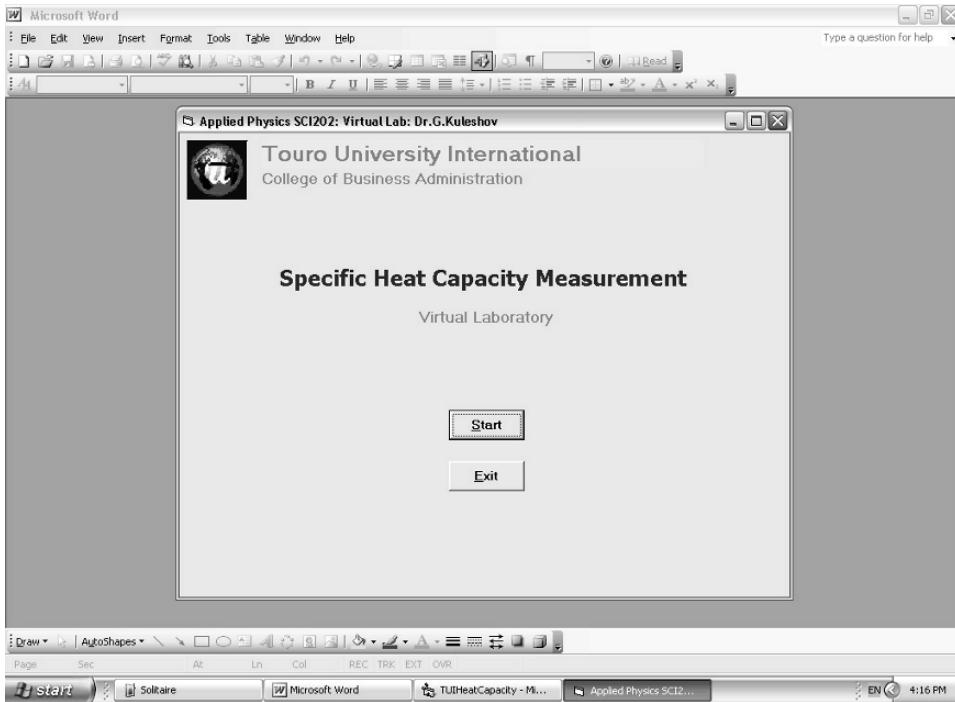 Microsoft Word
File Edit View Insert Format Tools Table Window Help Type a question for help
Read
B I U
Applied Physics SCI202: Virtual Lab: Dr.G.Kuleshov
Touro University International
College of Business Administration
Specific Heat Capacity Measurement
Virtual Laboratory
Start
Exit
Draw AutoShapes
Page Sec At Ln Col REC TRK EXT OVR
start Solitaire Microsoft Word TUIHeatCapacity - Mi... Applied Physics SCI2... EN 4:16 PM